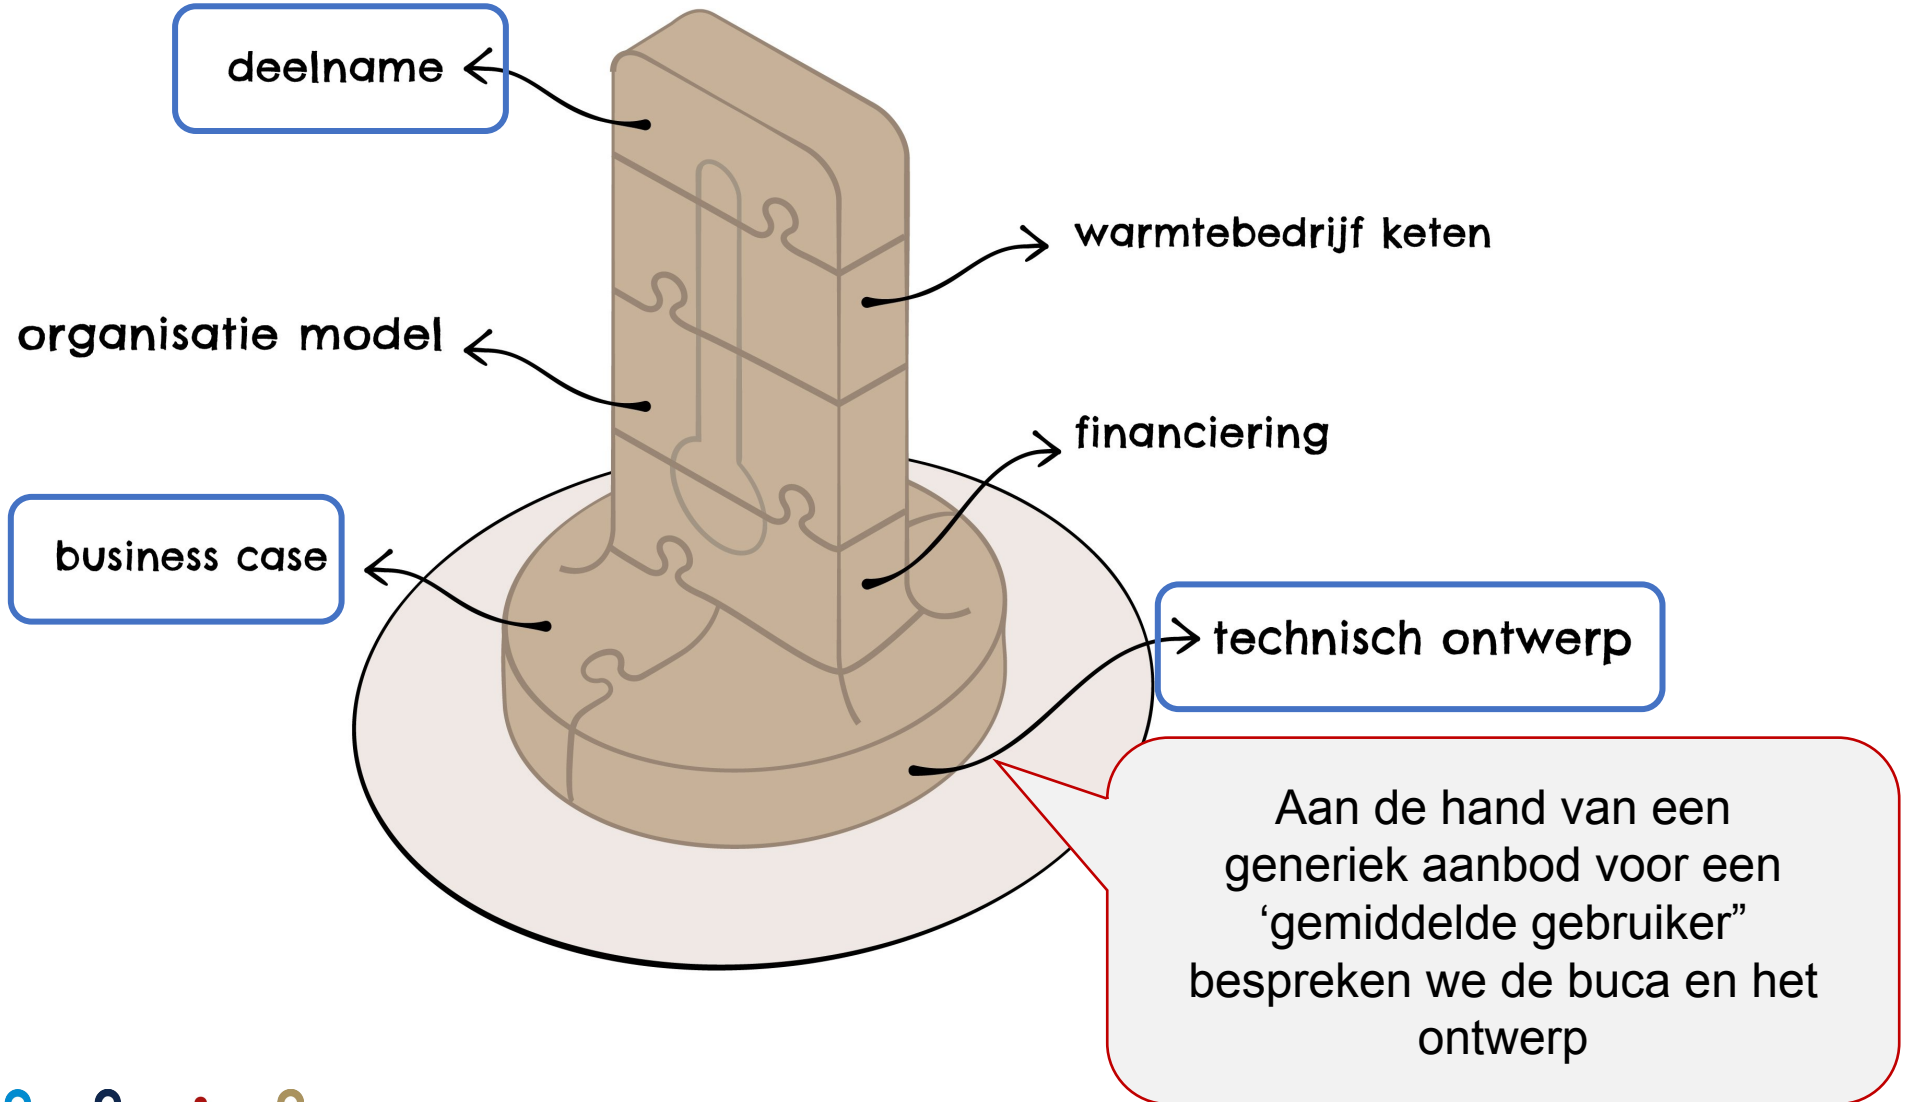 deelname
warmtebedrijf keten
organisatie model
financiering
business case
technisch ontwerp
Aan de hand van een
generiek aanbod voor een
‘gemiddelde gebruiker”
bespreken we de buca en het
ontwerp